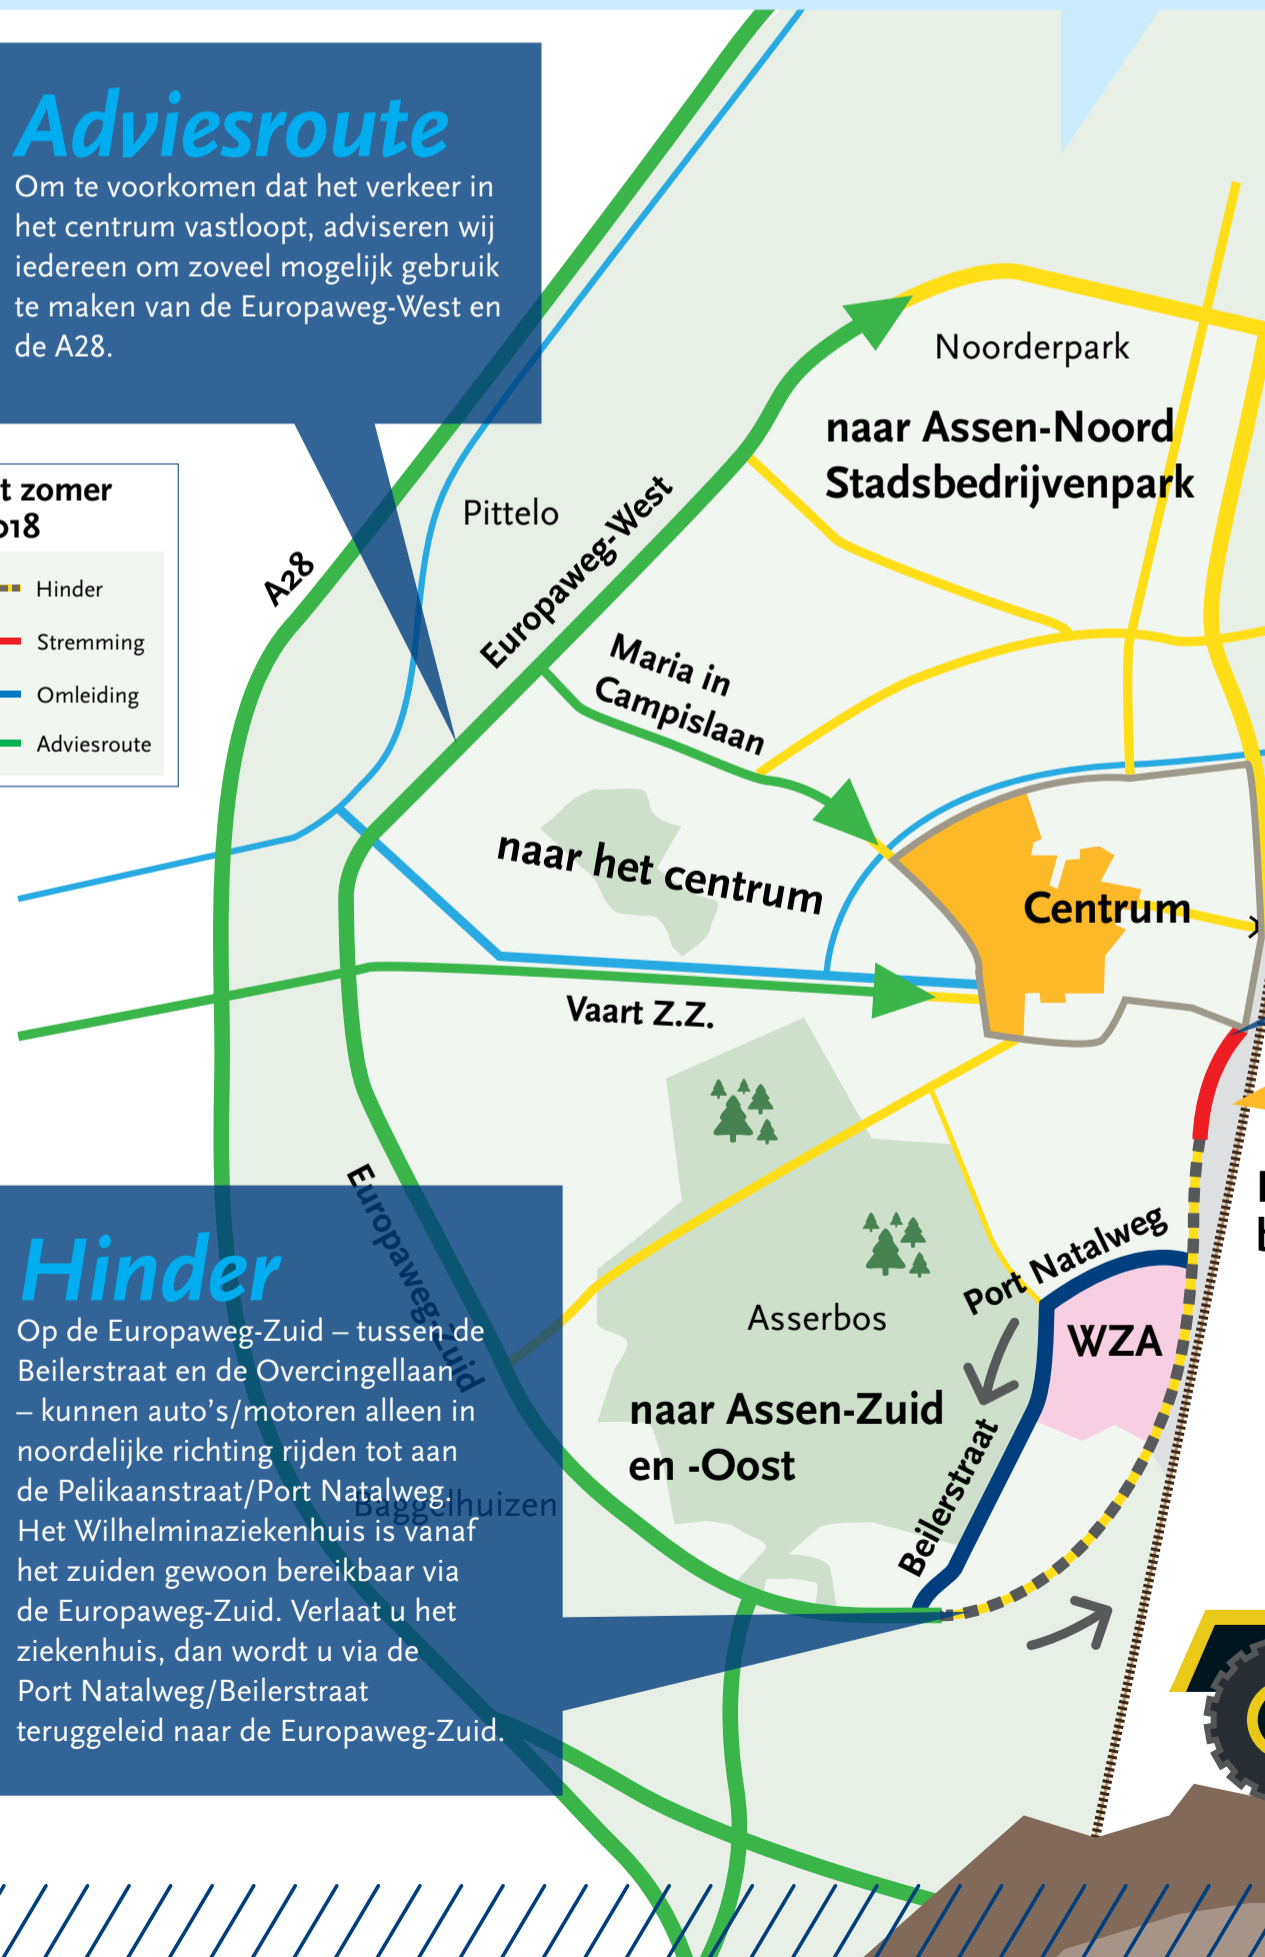 Adviesroute
Om te voorkomen dat het verkeer in
het centrum vastloopt, adviseren wij
iedereen om zoveel mogelijk gebruik
te maken van de Europaweg-West en
de A28.
t zomer
018
Hinder
Stremming
Omleiding
Adviesroute
A28
Pittelo
Europaweg-West
Noorderpark
naar Assen-Noord
Stadsbedrijvenpark
Maria in
Campislaan
naar het centrum
Centrum
Vaart Z.Z.
Europaweg-Zuid
Port Natalweg
WZA
Asserbos
naar Assen-Zuid
en -Oost
Beilerstraat
Baggelhuizen
Hinder
Op de Europaweg-Zuid – tussen de
Beilerstraat en de Overcingellaan
– kunnen auto's/motoren alleen in
noordelijke richting rijden tot aan
de Pelikaanstraat/Port Natalweg.
Het Wilhelminaziekenhuis is vanaf
het zuiden gewoon bereikbaar via
de Europaweg-Zuid. Verlaat u het
ziekenhuis, dan wordt u via de
Port Natalweg/Beilerstraat
teruggeleid naar de Europaweg-Zuid.